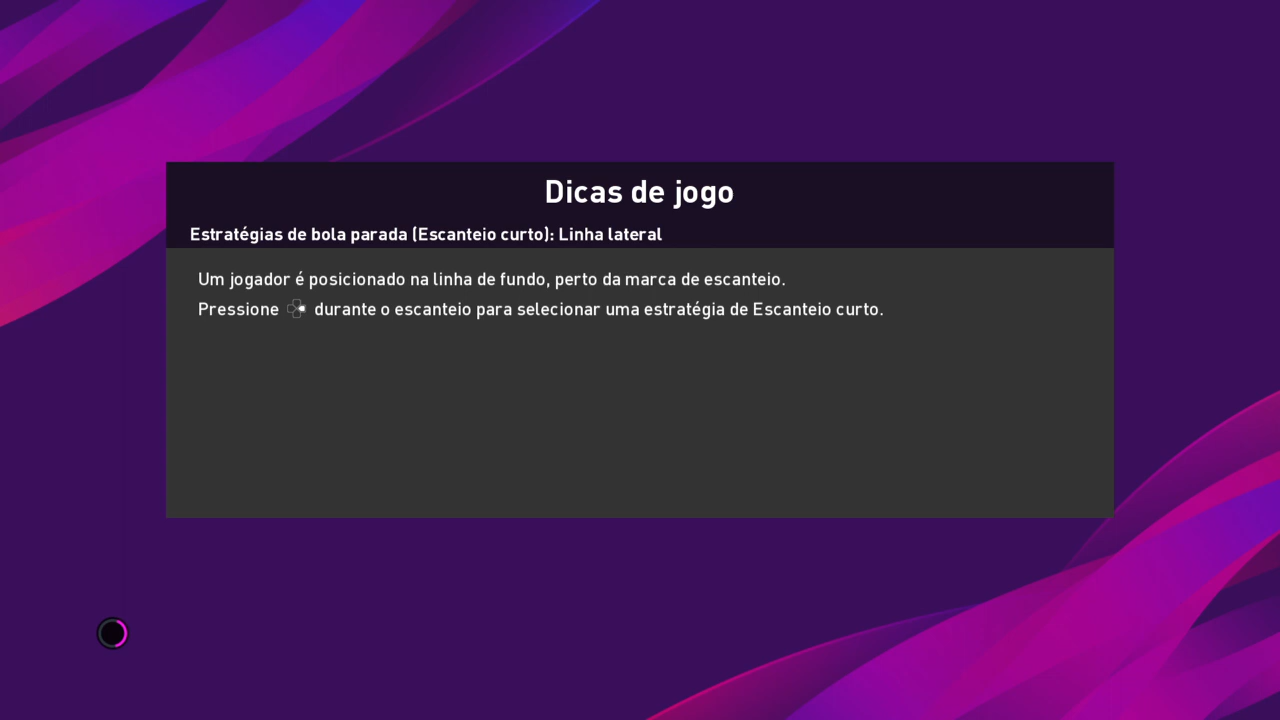 Dicas de jogo
Estratégias de bola parada (Escanteio curto): Linha lateral
Um jogador é posicionado na linha de fundo, perto da marca de escanteio.
Pressione durante o escanteio para selecionar uma estratégia de Escanteio curto.